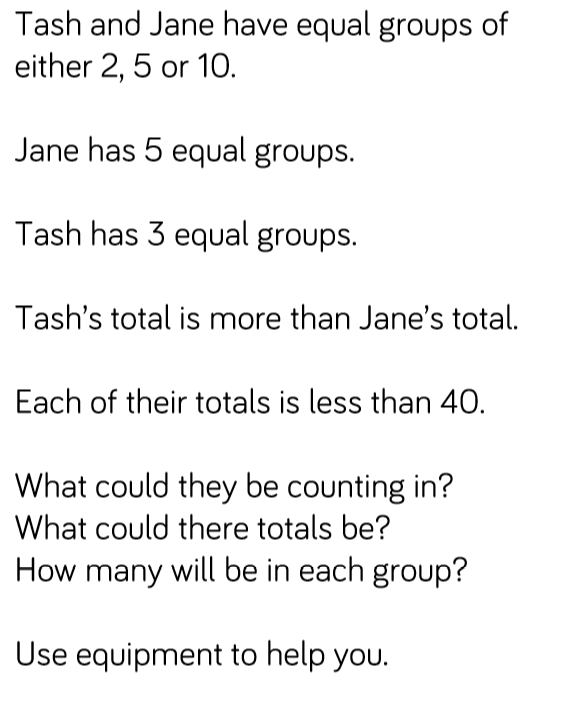 Tash and Jane have equal groups of
either 2, 5 or 10.
Jane has 5 equal groups.
Tash has 3 equal groups.
Tash's total is more than Jane's total.
Each of their totals is less than 40.
What could they be counting in?
What could there totals be?
How many will be in each group?
Use equipment to help you.